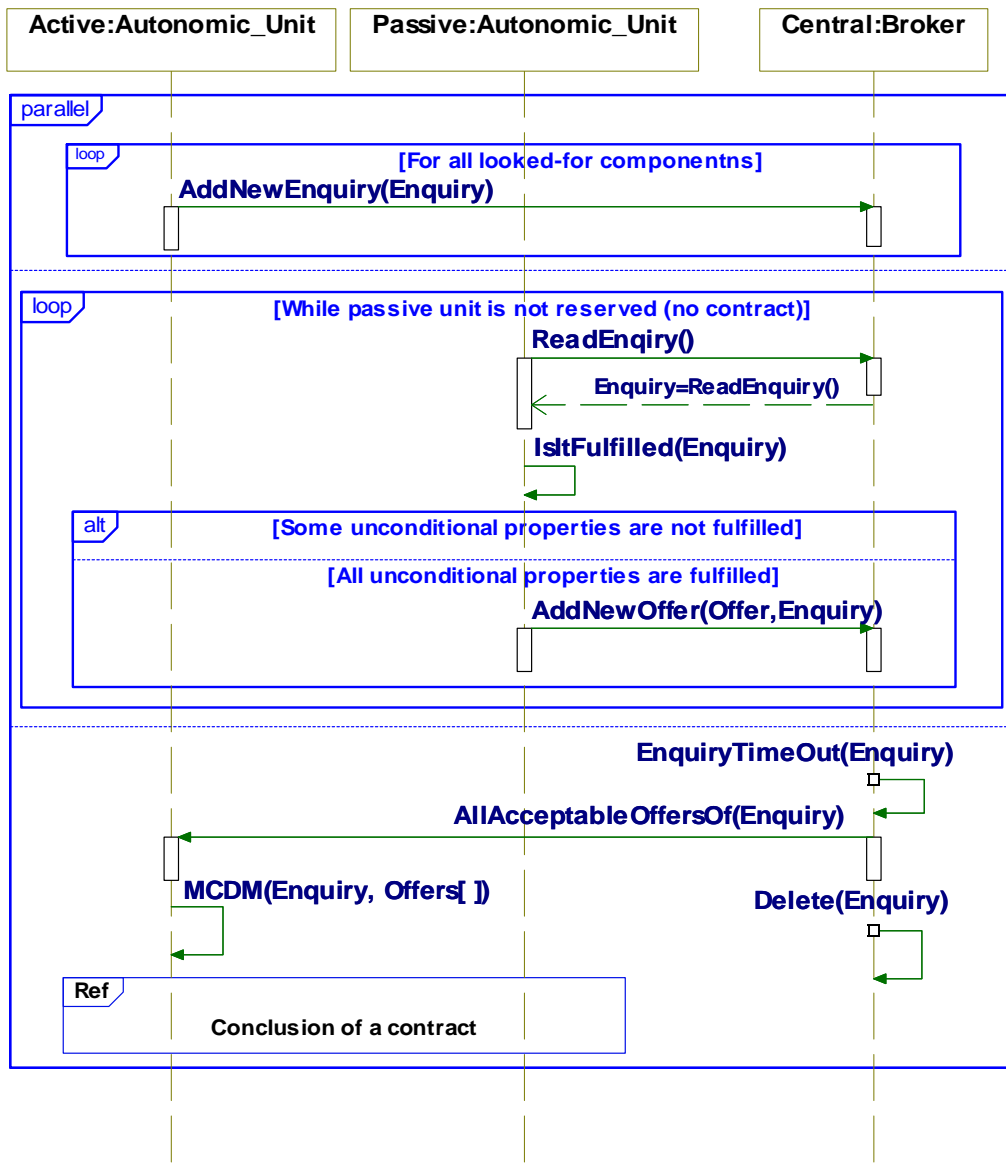 Active:Autonomic_Unit
Passive:Autonomic_Unit
Central:Broker
parallel
loop
[For all looked-for componentns]
AddNewEnquiry(Enquiry)
loop
[While passive unit is not reserved (no contract)]
ReadEnqiry()
Enquiry=ReadEnquiry()
IsItFulfilled(Enquiry)
alt
[Some unconditional properties are not fulfilled]
[All unconditional properties are fulfilled]
AddNewOffer(Offer,Enquiry)
EnquiryTimeOut(Enquiry)
AllAcceptableOffersOf(Enquiry)
MCDM(Enquiry, Offers[ ])
Delete(Enquiry)
Ref
Conclusion of a contract